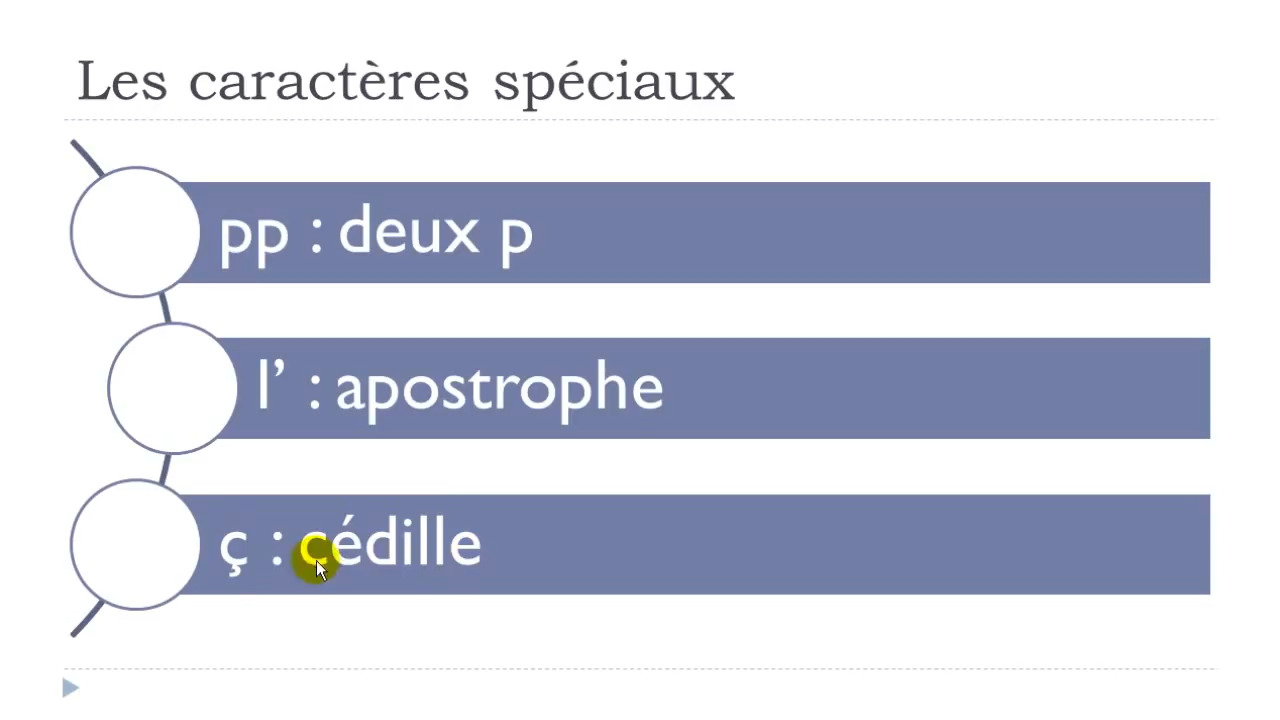 Les caractères spéciaux
pp : deux p
l’ : apostrophe
ç : cédille